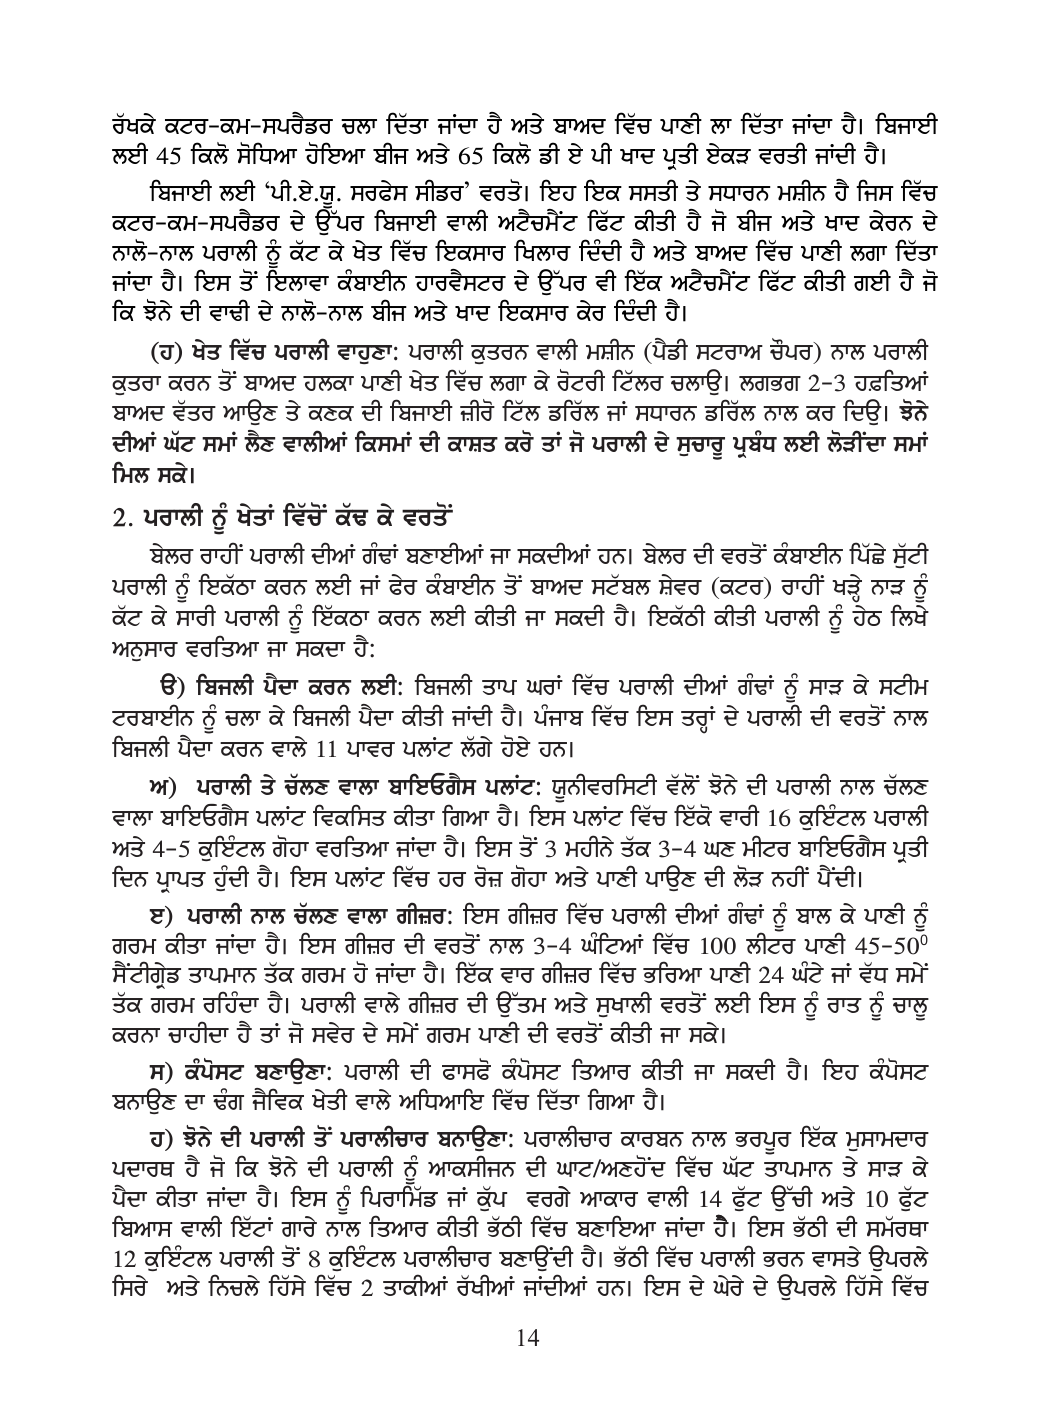 ਰੱਖਕੇ ਕਟਰ-ਕਮ-ਸਪਰੈਡਰ ਚਲਾ ਦਿੱਤਾ ਜਾਂਦਾ ਹੈ ਅਤੇ ਬਾਅਦ ਵਿੱਚ ਪਾਣੀ ਲਾ ਦਿੱਤਾ ਜਾਂਦਾ ਹੈ। ਬਿਜਾਈ
ਲਈ 45 ਕਿਲੋ ਸੋਧਿਆ ਹੋਇਆ ਬੀਜ ਅਤੇ 65 ਕਿਲੋ ਡੀ ਏ ਪੀ ਖਾਦ ਪ੍ਰਤੀ ਏਕੜ ਵਰਤੀ ਜਾਂਦੀ ਹੈ।
ਬਿਜਾਈ ਲਈ ‘ਪੀ.ਏ.ਯੂ. ਸਰਫੇਸ ਸੀਡਰ’ ਵਰਤੋ। ਇਹ ਇਕ ਸਸਤੀ ਤੇ ਸਧਾਰਨ ਮਸ਼ੀਨ ਹੈ ਜਿਸ ਵਿੱਚ
ਕਟਰ-ਕਮ-ਸਪਰੈਡਰ ਦੇ ਉੱਪਰ ਬਿਜਾਈ ਵਾਲੀ ਅਟੈਚਮੈਂਟ ਫਿੱਟ ਕੀਤੀ ਹੈ ਜੋ ਬੀਜ ਅਤੇ ਖਾਦ ਕੇਰਨ ਦੇ
ਨਾਲੋ-ਨਾਲ ਪਰਾਲੀ ਨੂੰ ਕੱਟ ਕੇ ਖੇਤ ਵਿੱਚ ਇਕਸਾਰ ਖਿਲਾਰ ਦਿੰਦੀ ਹੈ ਅਤੇ ਬਾਅਦ ਵਿੱਚ ਪਾਣੀ ਲਗਾ ਦਿੱਤਾ
ਜਾਂਦਾ ਹੈ। ਇਸ ਤੋਂ ਇਲਾਵਾ ਕੰਬਾਈਨ ਹਾਰਵੈਸਟਰ ਦੇ ਉੱਪਰ ਵੀ ਇੱਕ ਅਟੈਚਮੈਂਟ ਫਿੱਟ ਕੀਤੀ ਗਈ ਹੈ ਜੋ
ਕਿ ਝੋਨੇ ਦੀ ਵਾਢੀ ਦੇ ਨਾਲੋ-ਨਾਲ ਬੀਜ ਅਤੇ ਖਾਦ ਇਕਸਾਰ ਕੇਰ ਦਿੰਦੀ ਹੈ।
(ਹ) ਖੇਤ ਵਿੱਚ ਪਰਾਲੀ ਵਾਹੁਣਾ: ਪਰਾਲੀ ਕੁਤਰਨ ਵਾਲੀ ਮਸ਼ੀਨ (ਪੈਡੀ ਸਟਰਾਅ ਚੌਪਰ) ਨਾਲ ਪਰਾਲੀ
ਕੁਤਰਾ ਕਰਨ ਤੋਂ ਬਾਅਦ ਹਲਕਾ ਪਾਣੀ ਖੇਤ ਵਿੱਚ ਲਗਾ ਕੇ ਰੋਟਰੀ ਟਿੱਲਰ ਚਲਾਉ। ਲਗਭਗ 2-3 ਹਫ਼ਤਿਆਂ
ਬਾਅਦ ਵੱਤਰ ਆਉਣ ਤੇ ਕਣਕ ਦੀ ਬਿਜਾਈ ਜ਼ੀਰੋ ਟਿੱਲ ਡਰਿੱਲ ਜਾਂ ਸਧਾਰਨ ਡਰਿੱਲ ਨਾਲ ਕਰ ਦਿਉ। ਝੋਨੇ
ਦੀਆਂ ਘੱਟ ਸਮਾਂ ਲੈਣ ਵਾਲੀਆਂ ਕਿਸਮਾਂ ਦੀ ਕਾਸ਼ਤ ਕਰੋ ਤਾਂ ਜੋ ਪਰਾਲੀ ਦੇ ਸੁਚਾਰੂ ਪ੍ਰਬੰਧ ਲਈ ਲੋੜੀਂਦਾ ਸਮਾਂ
ਮਿਲ ਸਕੇ।
2. ਪਰਾਲੀ ਨੂੰ ਖੇਤਾਂ ਵਿੱਚੋਂ ਕੱਢ ਕੇ ਵਰਤੋਂ
ਬੇਲਰ ਰਾਹੀਂ ਪਰਾਲੀ ਦੀਆਂ ਗੰਢਾਂ ਬਣਾਈਆਂ ਜਾ ਸਕਦੀਆਂ ਹਨ। ਬੇਲਰ ਦੀ ਵਰਤੋਂ ਕੰਬਾਈਨ ਪਿੱਛੇ ਸੁੱਟੀ
ਪਰਾਲੀ ਨੂੰ ਇਕੱਠਾ ਕਰਨ ਲਈ ਜਾਂ ਫੇਰ ਕੰਬਾਈਨ ਤੋਂ ਬਾਅਦ ਸਟੱਬਲ ਸ਼ੇਵਰ (ਕਟਰ) ਰਾਹੀਂ ਖੜ੍ਹੇ ਨਾੜ ਨੂੰ
ਕੱਟ ਕੇ ਸਾਰੀ ਪਰਾਲੀ ਨੂੰ ਇੱਕਠਾ ਕਰਨ ਲਈ ਕੀਤੀ ਜਾ ਸਕਦੀ ਹੈ। ਇਕੱਠੀ ਕੀਤੀ ਪਰਾਲੀ ਨੂੰ ਹੇਠ ਲਿਖੇ
ਅਨੁਸਾਰ ਵਰਤਿਆ ਜਾ ਸਕਦਾ ਹੈ:
ੳ) ਬਿਜਲੀ ਪੈਦਾ ਕਰਨ ਲਈ: ਬਿਜਲੀ ਤਾਪ ਘਰਾਂ ਵਿੱਚ ਪਰਾਲੀ ਦੀਆਂ ਗੰਢਾਂ ਨੂੰ ਸਾੜ ਕੇ ਸਟੀਮ
ਟਰਬਾਈਨ ਨੂੰ ਚਲਾ ਕੇ ਬਿਜਲੀ ਪੈਦਾ ਕੀਤੀ ਜਾਂਦੀ ਹੈ। ਪੰਜਾਬ ਵਿੱਚ ਇਸ ਤਰ੍ਹਾਂ ਦੇ ਪਰਾਲੀ ਦੀ ਵਰਤੋਂ ਨਾਲ
ਬਿਜਲੀ ਪੈਦਾ ਕਰਨ ਵਾਲੇ 11 ਪਾਵਰ ਪਲਾਂਟ ਲੱਗੇ ਹੋਏ ਹਨ।
ਅ) ਪਰਾਲੀ ਤੇ ਚੱਲਣ ਵਾਲਾ ਬਾਇਓਗੈਸ ਪਲਾਂਟ: ਯੂਨੀਵਰਸਿਟੀ ਵੱਲੋਂ ਝੋਨੇ ਦੀ ਪਰਾਲੀ ਨਾਲ ਚੱਲਣ
ਵਾਲਾ ਬਾਇਓਗੈਸ ਪਲਾਂਟ ਵਿਕਸਿਤ ਕੀਤਾ ਗਿਆ ਹੈ। ਇਸ ਪਲਾਂਟ ਵਿੱਚ ਇੱਕੋ ਵਾਰੀ 16 ਕੁਇੰਟਲ ਪਰਾਲੀ
ਅਤੇ 4-5 ਕੁਇੰਟਲ ਗੋਹਾ ਵਰਤਿਆ ਜਾਂਦਾ ਹੈ। ਇਸ ਤੋਂ 3 ਮਹੀਨੇ ਤੱਕ 3-4 ਘਣ ਮੀਟਰ ਬਾਇਓਗੈਸ ਪ੍ਰਤੀ
ਦਿਨ ਪ੍ਰਾਪਤ ਹੁੰਦੀ ਹੈ। ਇਸ ਪਲਾਂਟ ਵਿੱਚ ਹਰ ਰੋਜ਼ ਗੋਹਾ ਅਤੇ ਪਾਣੀ ਪਾਉਣ ਦੀ ਲੋੜ ਨਹੀਂ ਪੈਂਦੀ।
ੲ) ਪਰਾਲੀ ਨਾਲ ਚੱਲਣ ਵਾਲਾ ਗੀਜ਼ਰ: ਇਸ ਗੀਜ਼ਰ ਵਿੱਚ ਪਰਾਲੀ ਦੀਆਂ ਗੰਢਾਂ ਨੂੰ ਬਾਲ ਕੇ ਪਾਣੀ ਨੂੰ
ਗਰਮ ਕੀਤਾ ਜਾਂਦਾ ਹੈ। ਇਸ ਗੀਜ਼ਰ ਦੀ ਵਰਤੋਂ ਨਾਲ 3-4 ਘੰਟਿਆਂ ਵਿੱਚ 100 ਲੀਟਰ ਪਾਣੀ 45-50⁰
ਸੈਂਟੀਗ੍ਰੇਡ ਤਾਪਮਾਨ ਤੱਕ ਗਰਮ ਹੋ ਜਾਂਦਾ ਹੈ। ਇੱਕ ਵਾਰ ਗੀਜ਼ਰ ਵਿੱਚ ਭਰਿਆ ਪਾਣੀ 24 ਘੰਟੇ ਜਾਂ ਵੱਧ ਸਮੇਂ
ਤੱਕ ਗਰਮ ਰਹਿੰਦਾ ਹੈ। ਪਰਾਲੀ ਵਾਲੇ ਗੀਜ਼ਰ ਦੀ ਉੱਤਮ ਅਤੇ ਸੁਖਾਲੀ ਵਰਤੋਂ ਲਈ ਇਸ ਨੂੰ ਰਾਤ ਨੂੰ ਚਾਲੂ
ਕਰਨਾ ਚਾਹੀਦਾ ਹੈ ਤਾਂ ਜੋ ਸਵੇਰ ਦੇ ਸਮੇਂ ਗਰਮ ਪਾਣੀ ਦੀ ਵਰਤੋਂ ਕੀਤੀ ਜਾ ਸਕੇ।
ਸ) ਕੰਪੋਸਟ ਬਣਾਉਣਾ: ਪਰਾਲੀ ਦੀ ਫਾਸਫੋ ਕੰਪੋਸਟ ਤਿਆਰ ਕੀਤੀ ਜਾ ਸਕਦੀ ਹੈ। ਇਹ ਕੰਪੋਸਟ
ਬਨਾਉਣ ਦਾ ਢੰਗ ਜੈਵਿਕ ਖੇਤੀ ਵਾਲੇ ਅਧਿਆਇ ਵਿੱਚ ਦਿੱਤਾ ਗਿਆ ਹੈ।
ਹ) ਝੋਨੇ ਦੀ ਪਰਾਲੀ ਤੋਂ ਪਰਾਲੀਚਾਰ ਬਨਾਉਣਾ: ਪਰਾਲੀਚਾਰ ਕਾਰਬਨ ਨਾਲ ਭਰਪੂਰ ਇੱਕ ਮੁਸਾਮਦਾਰ
ਪਦਾਰਥ ਹੈ ਜੋ ਕਿ ਝੋਨੇ ਦੀ ਪਰਾਲੀ ਨੂੰ ਆਕਸੀਜਨ ਦੀ ਘਾਟ/ਅਣਹੋਂਦ ਵਿੱਚ ਘੱਟ ਤਾਪਮਾਨ ਤੇ ਸਾੜ ਕੇ
ਪੈਦਾ ਕੀਤਾ ਜਾਂਦਾ ਹੈ। ਇਸ ਨੂੰ ਪਿਰਾਮਿੱਡ ਜਾਂ ਕੁੱਪ ਵਰਗੇ ਆਕਾਰ ਵਾਲੀ 14 ਫੁੱਟ ਉੱਚੀ ਅਤੇ 10 ਫੁੱਟ
ਬਿਆਸ ਵਾਲੀ ਇੱਟਾਂ ਗਾਰੇ ਨਾਲ ਤਿਆਰ ਕੀਤੀ ਭੱਠੀ ਵਿੱਚ ਬਣਾਇਆ ਜਾਂਦਾ ਹੈ। ਇਸ ਭੱਠੀ ਦੀ ਸਮੱਰਥਾ
12 ਕੁਇੰਟਲ ਪਰਾਲੀ ਤੋਂ 8 ਕੁਇੰਟਲ ਪਰਾਲੀਚਾਰ ਬਣਾਉਂਦੀ ਹੈ। ਭੱਠੀ ਵਿੱਚ ਪਰਾਲੀ ਭਰਨ ਵਾਸਤੇ ਉਪਰਲੇ
ਸਿਰੇ ਅਤੇ ਨਿਚਲੇ ਹਿੱਸੇ ਵਿੱਚ 2 ਤਾਕੀਆਂ ਰੱਖੀਆਂ ਜਾਂਦੀਆਂ ਹਨ। ਇਸ ਦੇ ਘੇਰੇ ਦੇ ਉਪਰਲੇ ਹਿੱਸੇ ਵਿੱਚ
14